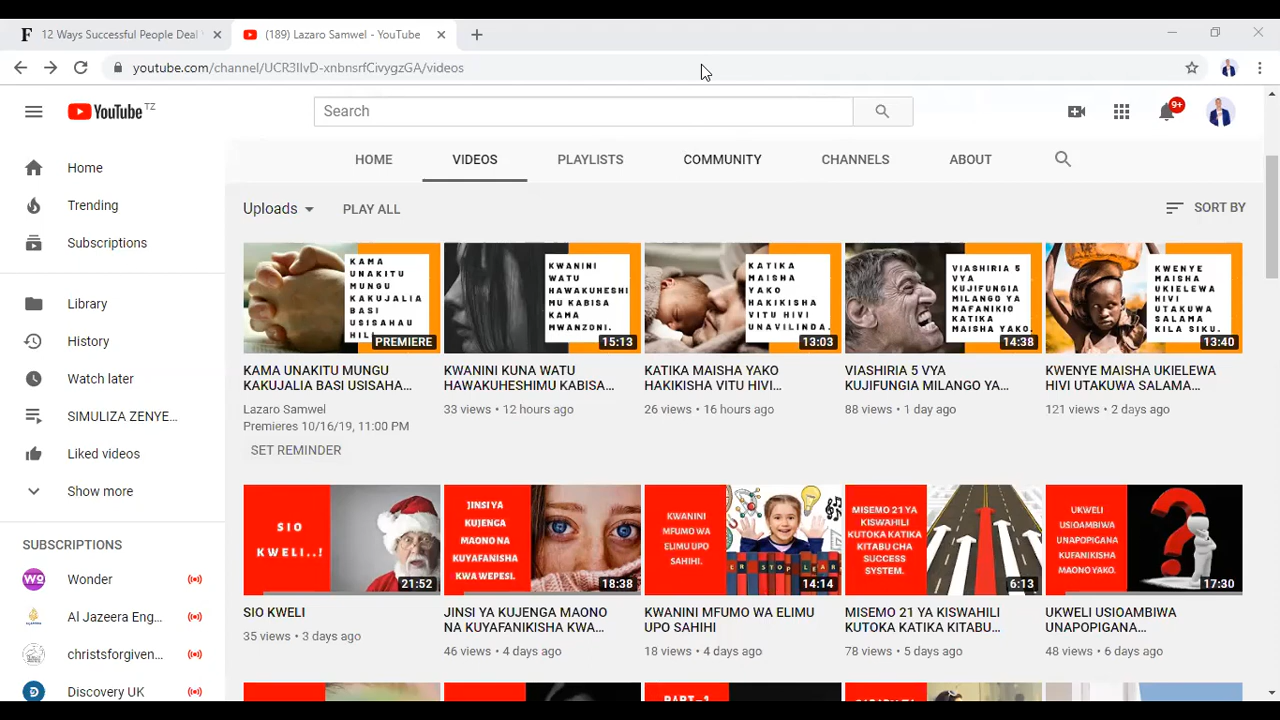 12 Ways Successful People Deal
(189) Lazaro Samwel - YouTube
youtube.com/channel/UCR3IIvD-xnbnsrfCivygzGA/videos
YouTube TZ
Search
9+
HOME
VIDEOS
PLAYLISTS
COMMUNITY
CHANNELS
ABOUT
Home
Trending
Subscriptions
Library
History
Watch later
SIMULIZA ZENYE...
Liked videos
Show more
SUBSCRIPTIONS
Wonder
Al Jazeera Eng...
christsforgiven...
Discovery UK
Uploads
PLAY ALL
SORT BY
KAMA
UNAKITU
MUNGU
KAKUJALIA
BASI
USISAHAU
PREMIERE
KAMA UNAKITU MUNGU
KAKUJALIA BASI USISAHA...
Lazaro Samwel
Premieres 10/16/19, 11:00 PM
SET REMINDER
KWANINI
WATU
HAWAKUHESHI
MU KABISA
KAMA
MWANZONI.
15:13
KWANINI KUNA WATU
HAWAKUHESHIMU KABISA...
33 views • 12 hours ago
KATIKA
MAISHA
YAKO
HAKIKISHA
VITU HIVI
UNAVILINDA.
13:03
KATIKA MAISHA YAKO
HAKIKISHA VITU HIVI...
26 views • 16 hours ago
VIASHIRIA 5
VYA
KUJIFUNGIA
MILANGO YA
MAFANIKIO
KATIKA
MAISHA YAKO.
14:38
VIASHIRIA 5 VYA
KUJIFUNGIA MILANGO YA...
88 views • 1 day ago
KWENYE
MAISHA
UKIELEWA
HIVI
UTAKUWA
SALAMA
KILA SIKU.
13:40
KWENYE MAISHA UKIELEWA
HIVI UTAKUWA SALAMA...
121 views • 2 days ago
SIO
KWELI..!
21:52
SIO KWELI
35 views • 3 days ago
JINSI YA
KUJENGA
MAONO NA
KUYAFANISHA
KWA WEPESI.
18:38
JINSI YA KUJENGA MAONO
NA KUYAFANIKISHA KWA...
46 views • 4 days ago
KWANINI
MFUMO WA
ELIMU UPO
SAHIHI.
14:14
KWANINI MFUMO WA ELIMU
UPO SAHIHI
18 views • 4 days ago
MISEMO 21 YA
KISWAHILI
KUTOKA KATIKA
KITABU CHA
SUCCESS
SYSTEM.
6:13
MISEMO 21 YA KISWAHILI
KUTOKA KATIKA KITABU...
78 views • 5 days ago
UKWELI
USIOAMBIWA
UNAPOPIGANA
KUFANIKISHA
MAONO YAKO.
17:30
UKWELI USIOAMBIWA
UNAPOPIGANA...
48 views • 6 days ago